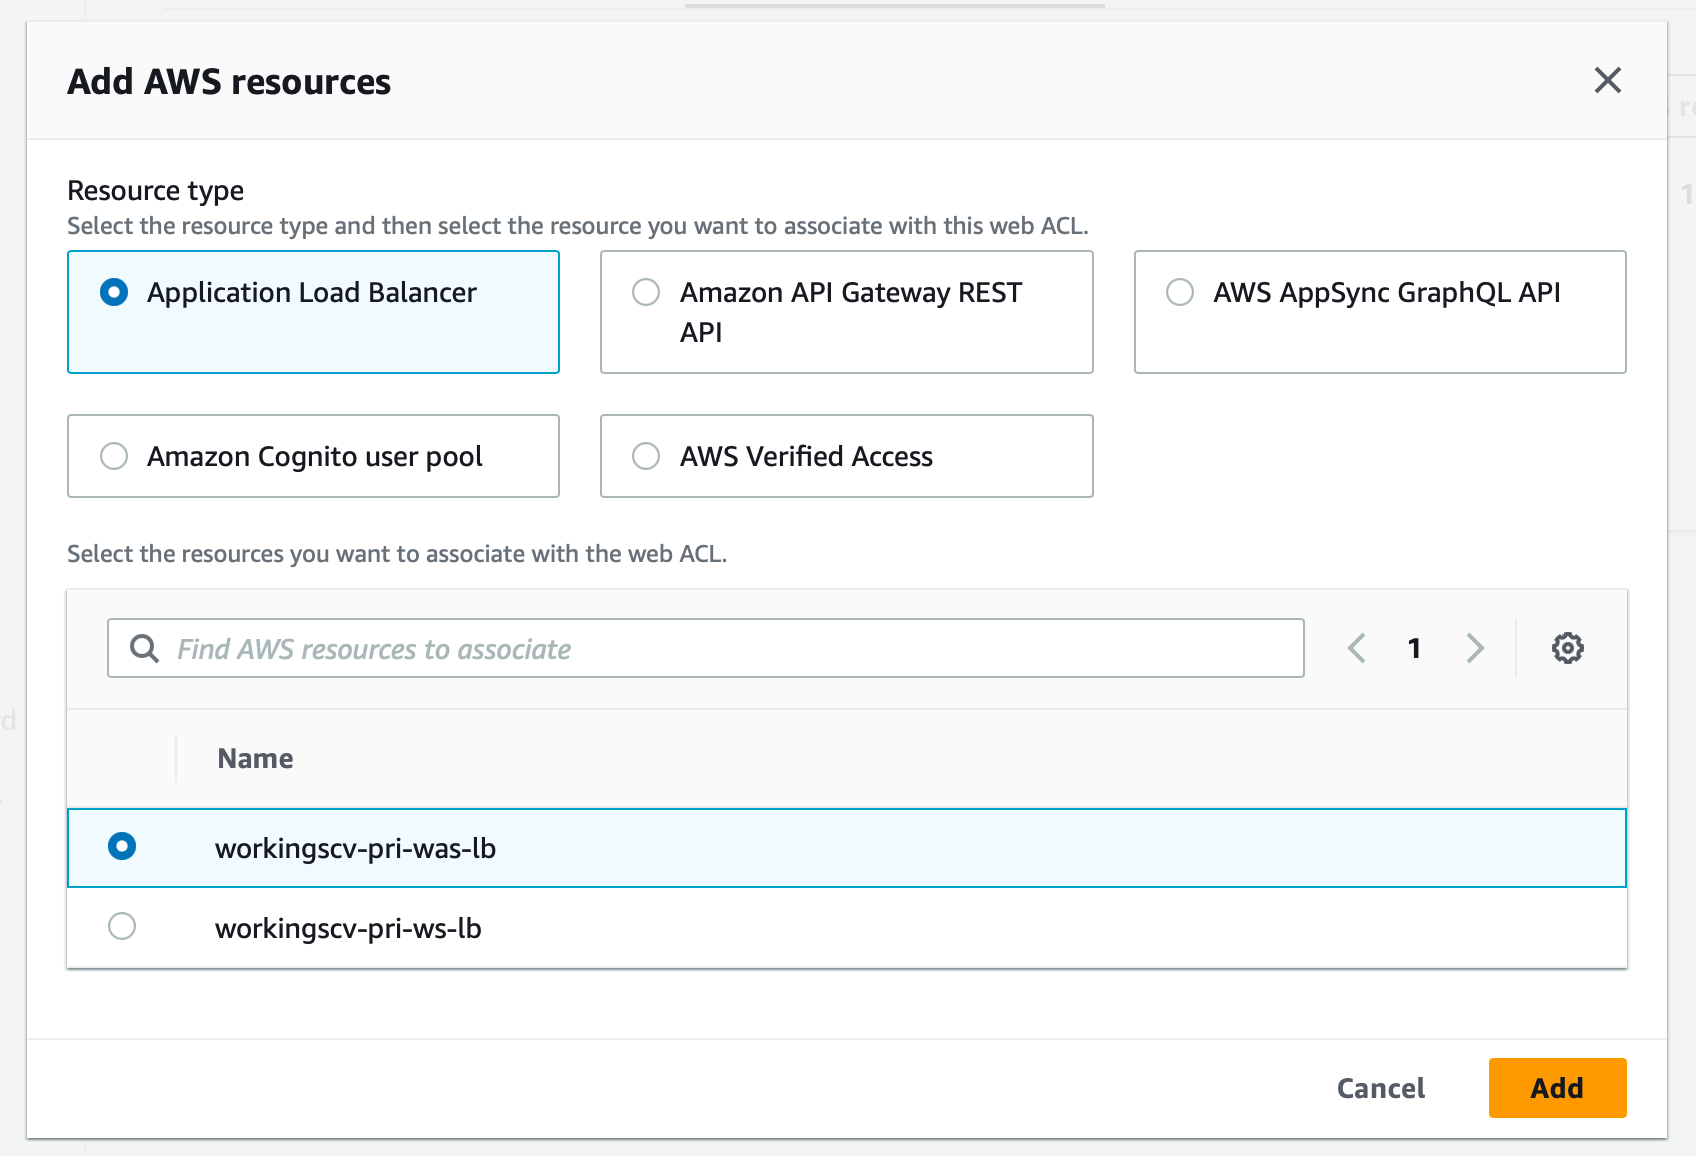 Add AWS resources
Resource type
Select the resource type and then select the resource you want to associate with this web ACL.
Application Load Balancer
Amazon API Gateway REST
API
AWS AppSync GraphQL API
Amazon Cognito user pool
AWS Verified Access
Select the resources you want to associate with the web ACL.
Find AWS resources to associate
1
Name
workingscv-pri-was-lb
workingscv-pri-ws-lb
Cancel
Add